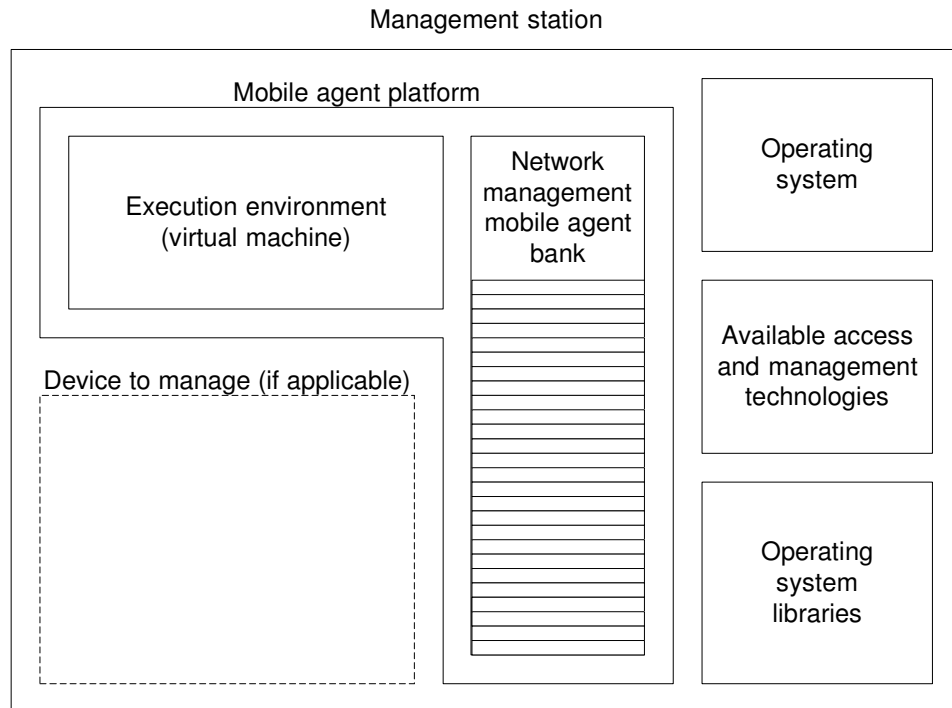 Management station
Mobile agent platform
Execution environment
(virtual machine)
Network
management
mobile agent
bank
Operating
system
Available access
and management
technologies
Device to manage (if applicable)
Operating
system
libraries